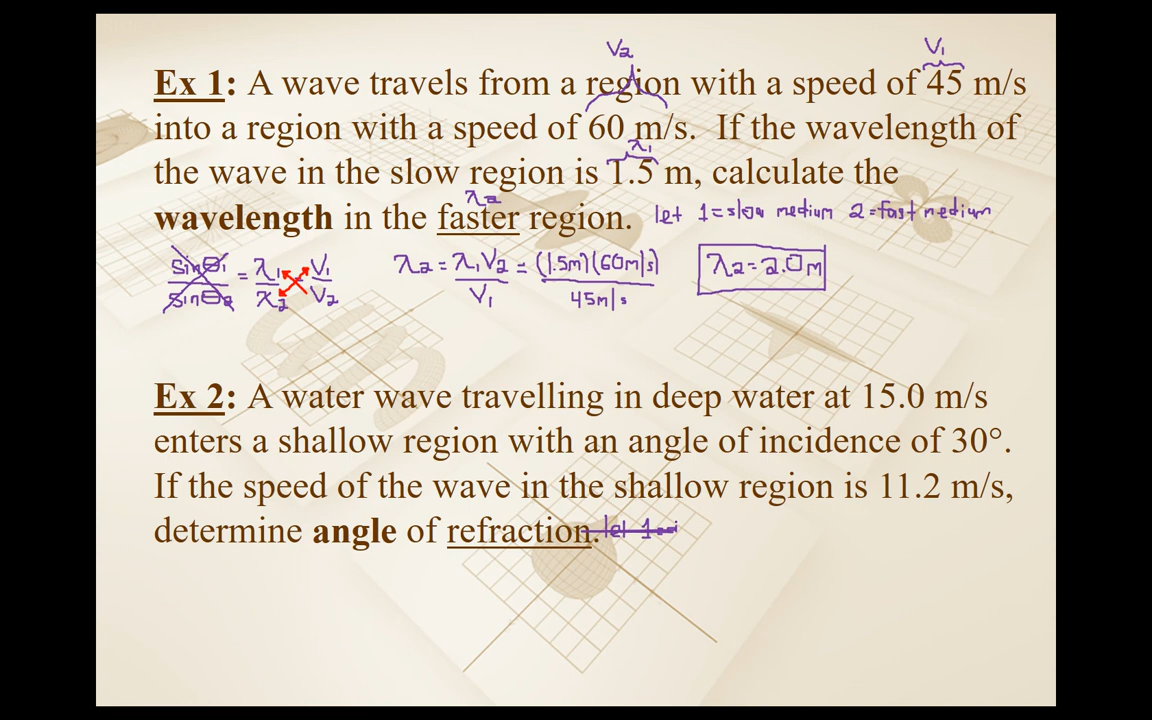 V₂ V₁
Ex 1: A wave travels from a region with a speed of 45 m/s
into a region with a speed of 60 m/s. If the wavelength of
λ₁
the wave in the slow region is 1.5 m, calculate the
λ₂
wavelength in the faster region. let 1=slow medium 2=fast medium
sinθ₁/sinθ₂ = λ₁/λ₂ = V₁/V₂ λ₂ = λ₁V₂/V₁ = (1.5m)(60m/s)/45m/s λ₂=2.0m
Ex 2: A water wave travelling in deep water at 15.0 m/s
enters a shallow region with an angle of incidence of 30°.
If the speed of the wave in the shallow region is 11.2 m/s,
determine angle of refraction. let 1=